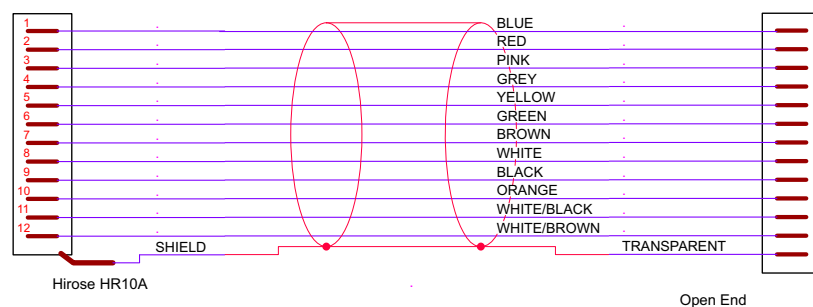 1 BLUE
2 RED
3 PINK
4 GREY
5 YELLOW
6 GREEN
7 BROWN
8 WHITE
9 BLACK
10 ORANGE
11 WHITE/BLACK
12 WHITE/BROWN
SHIELD TRANSPARENT
Hirose HR10A
Open End